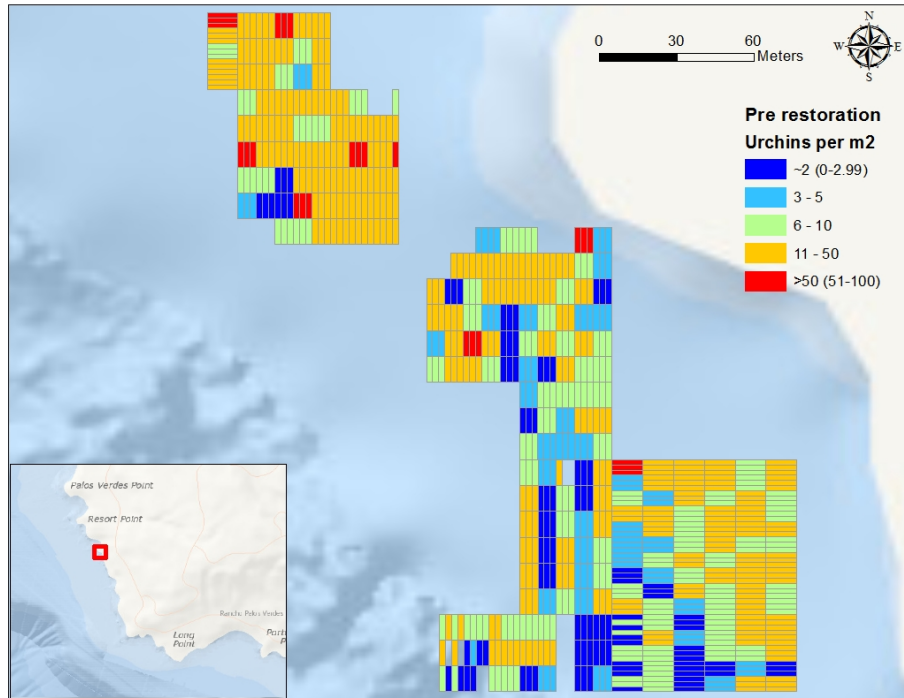 N
W E
S
0 30 60
Meters
Pre restoration
Urchins per m2
~2 (0-2.99)
3 - 5
6 - 10
11 - 50
>50 (51-100)
Palos Verdes Point
Resort Point
Rancho Palos Verdes
Long
Point